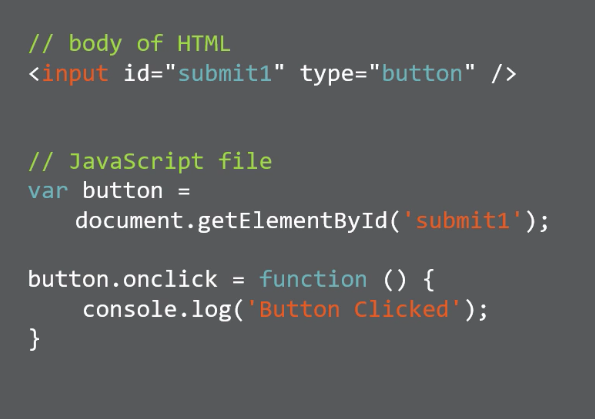 // body of HTML
<input id="submit1" type="button" />
// JavaScript file
var button =
document.getElementById('submit1');
button.onclick = function () {
console.log('Button Clicked');
}